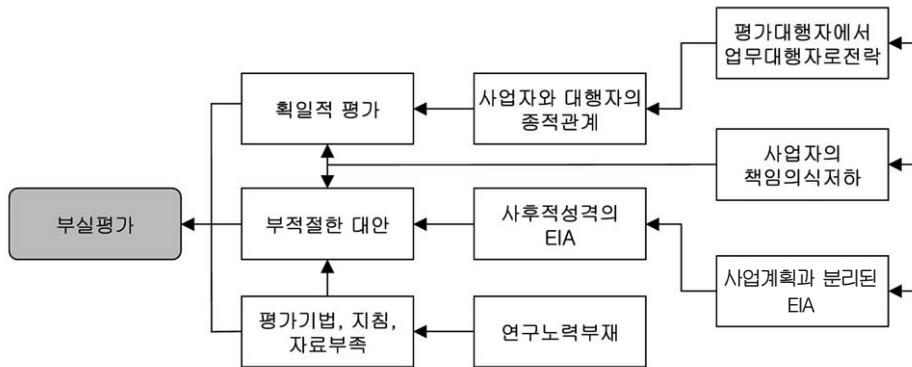 평가대행자에서
업무대행자로전락
획일적 평가
사업자와 대행자의
종적관계
사업자의
책임의식저하
부실평가
부적절한 대안
사후적성격의
EIA
사업계획과 분리된
EIA
평가기법, 지침,
자료부족
연구노력부재